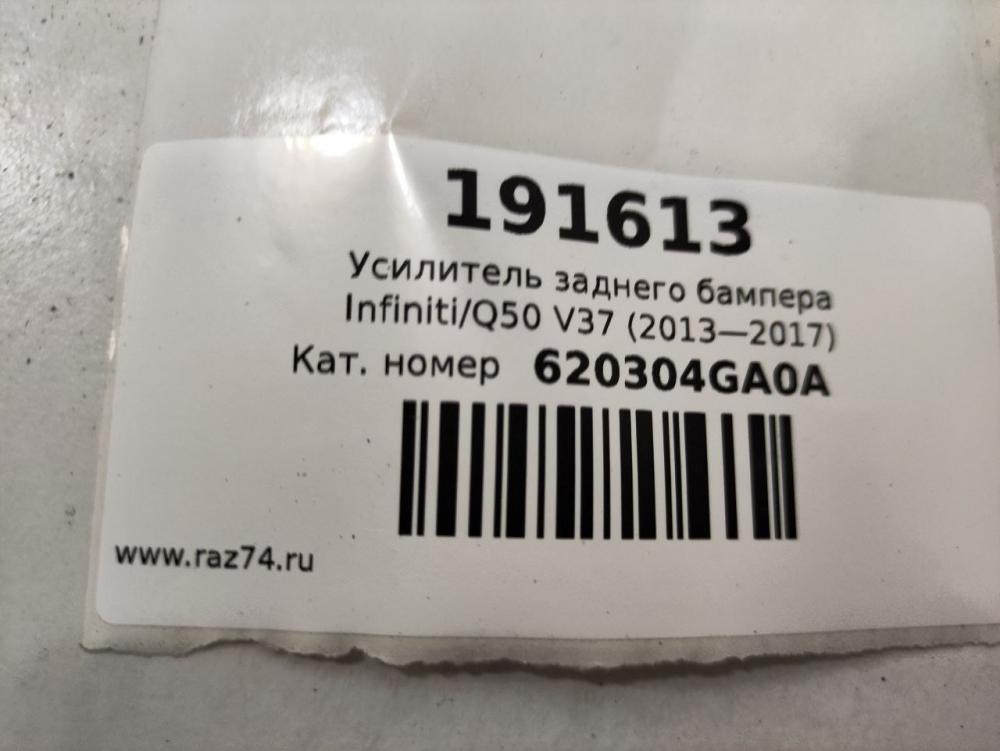 191613
Усилитель заднего бампера
Infiniti/Q50 V37 (2013—2017)
Кат. номер 620304GA0A
www.raz74.ru